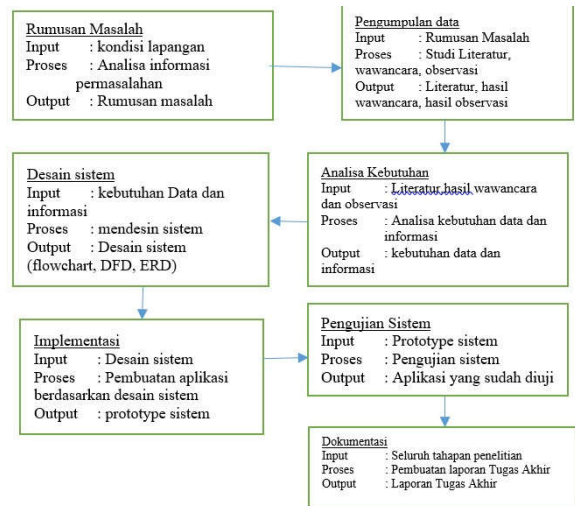 Rumusan Masalah
Input : kondisi lapangan
Proses : Analisa informasi
permasalahan
Output : Rumusan masalah
Pengumpulan data
Input : Rumusan Masalah
Proses : Studi Literatur,
wawancara, observasi
Output : Literatur, hasil
wawancara, hasil observasi
Analisa Kebutuhan
Input : Literatur,hasil wawancara
dan observasi
Proses : Analisa kebutuhan data dan
informasi
Output : kebutuhan data dan
informasi
Desain sistem
Input : kebutuhan Data dan
informasi
Proses : mendesin sistem
Output : Desain sistem
(flowchart, DFD, ERD)
Implementasi
Input : Desain sistem
Proses : Pembuatan aplikasi
berdasarkan desain sistem
Output : prototype sistem
Pengujian Sistem
Input : Prototype sistem
Proses : Pengujian sistem
Output : Aplikasi yang sudah diuji
Dokumentasi
Input : Seluruh tahapan penelitian
Proses : Pembuatan laporan Tugas Akhir
Output : Laporan Tugas Akhir